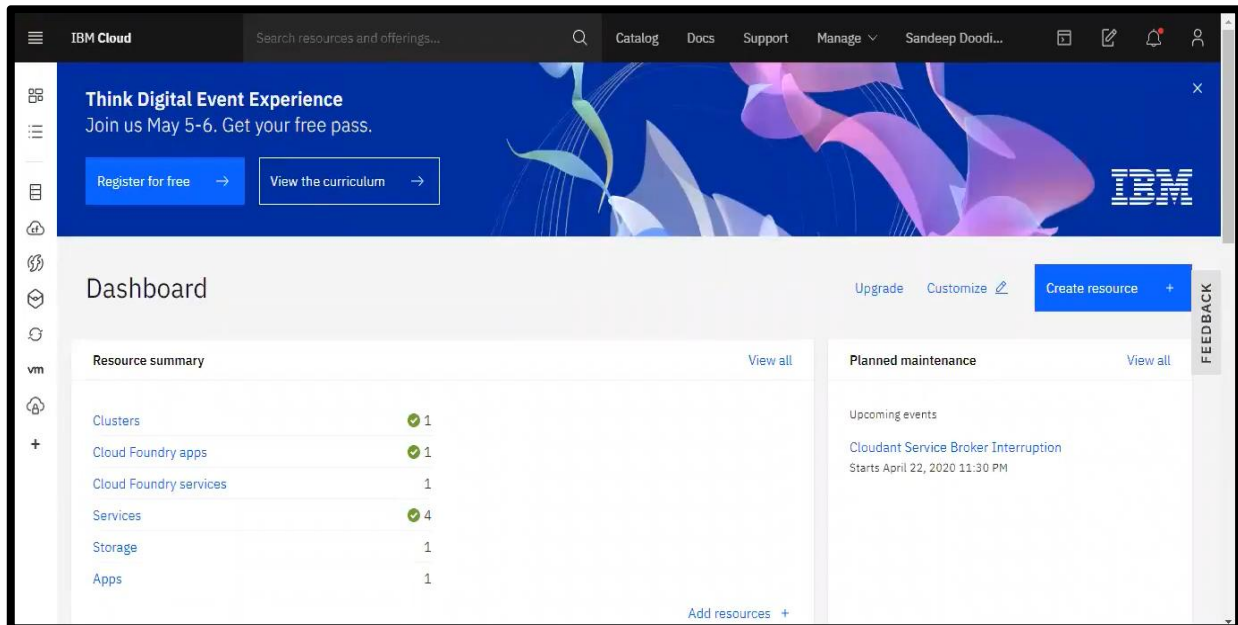 IBM Cloud
Search resources and offerings...
Catalog
Docs
Support
Manage
Sandeep Doodi...
Think Digital Event Experience
Join us May 5-6. Get your free pass.
Register for free →
View the curriculum →
IBM
Dashboard
Upgrade
Customize
Create resource +
FEEDBACK
Resource summary
View all
Clusters 1
Cloud Foundry apps 1
Cloud Foundry services 1
Services 4
Storage 1
Apps 1
Add resources +
Planned maintenance
View all
Upcoming events
Cloudant Service Broker Interruption
Starts April 22, 2020 11:30 PM
cf
vm
A
+